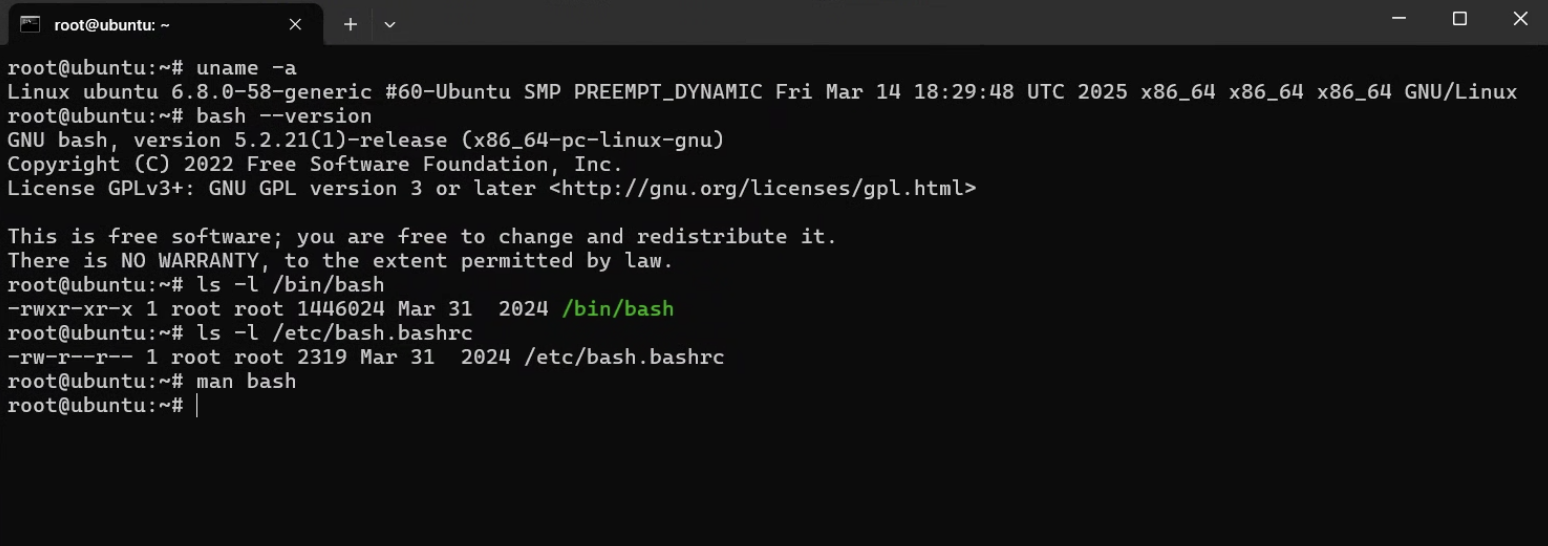 root@ubuntu: ~
root@ubuntu:~# uname -a
Linux ubuntu 6.8.0-58-generic #60-Ubuntu SMP PREEMPT_DYNAMIC Fri Mar 14 18:29:48 UTC 2025 x86_64 x86_64 x86_64 GNU/Linux
root@ubuntu:~# bash --version
GNU bash, version 5.2.21(1)-release (x86_64-pc-linux-gnu)
Copyright (C) 2022 Free Software Foundation, Inc.
License GPLv3+: GNU GPL version 3 or later <http://gnu.org/licenses/gpl.html>

This is free software; you are free to change and redistribute it.
There is NO WARRANTY, to the extent permitted by law.
root@ubuntu:~# ls -l /bin/bash
-rwxr-xr-x 1 root root 1446024 Mar 31  2024 /bin/bash
root@ubuntu:~# ls -l /etc/bash.bashrc
-rw-r--r-- 1 root root 2319 Mar 31  2024 /etc/bash.bashrc
root@ubuntu:~# man bash
root@ubuntu:~#